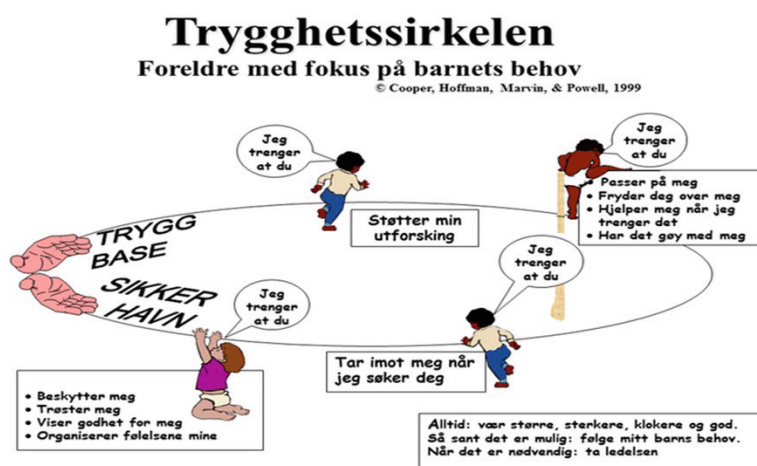 Trygghetssirkelen
Foreldre med fokus på barnets behov
© Cooper, Hoffman, Marvin, & Powell, 1999
Jeg
trenger
at du
Støtter min
utforsking
Jeg
trenger
at du
• Passer på meg
• Fryder deg over meg
• Hjelper meg når jeg
trenger det
• Har det gøy med meg
TRYGG
BASE
SIKKER
HAVN
Jeg
trenger
at du
Tar imot meg når
jeg søker deg
Jeg
trenger
at du
• Beskytter meg
• Trøster meg
• Viser godhet for meg
• Organiserer følelsene mine
Alltid: vær større, sterkere, klokere og god.
Så sant det er mulig: følge mitt barns behov.
Når det er nødvendig: ta ledelsen